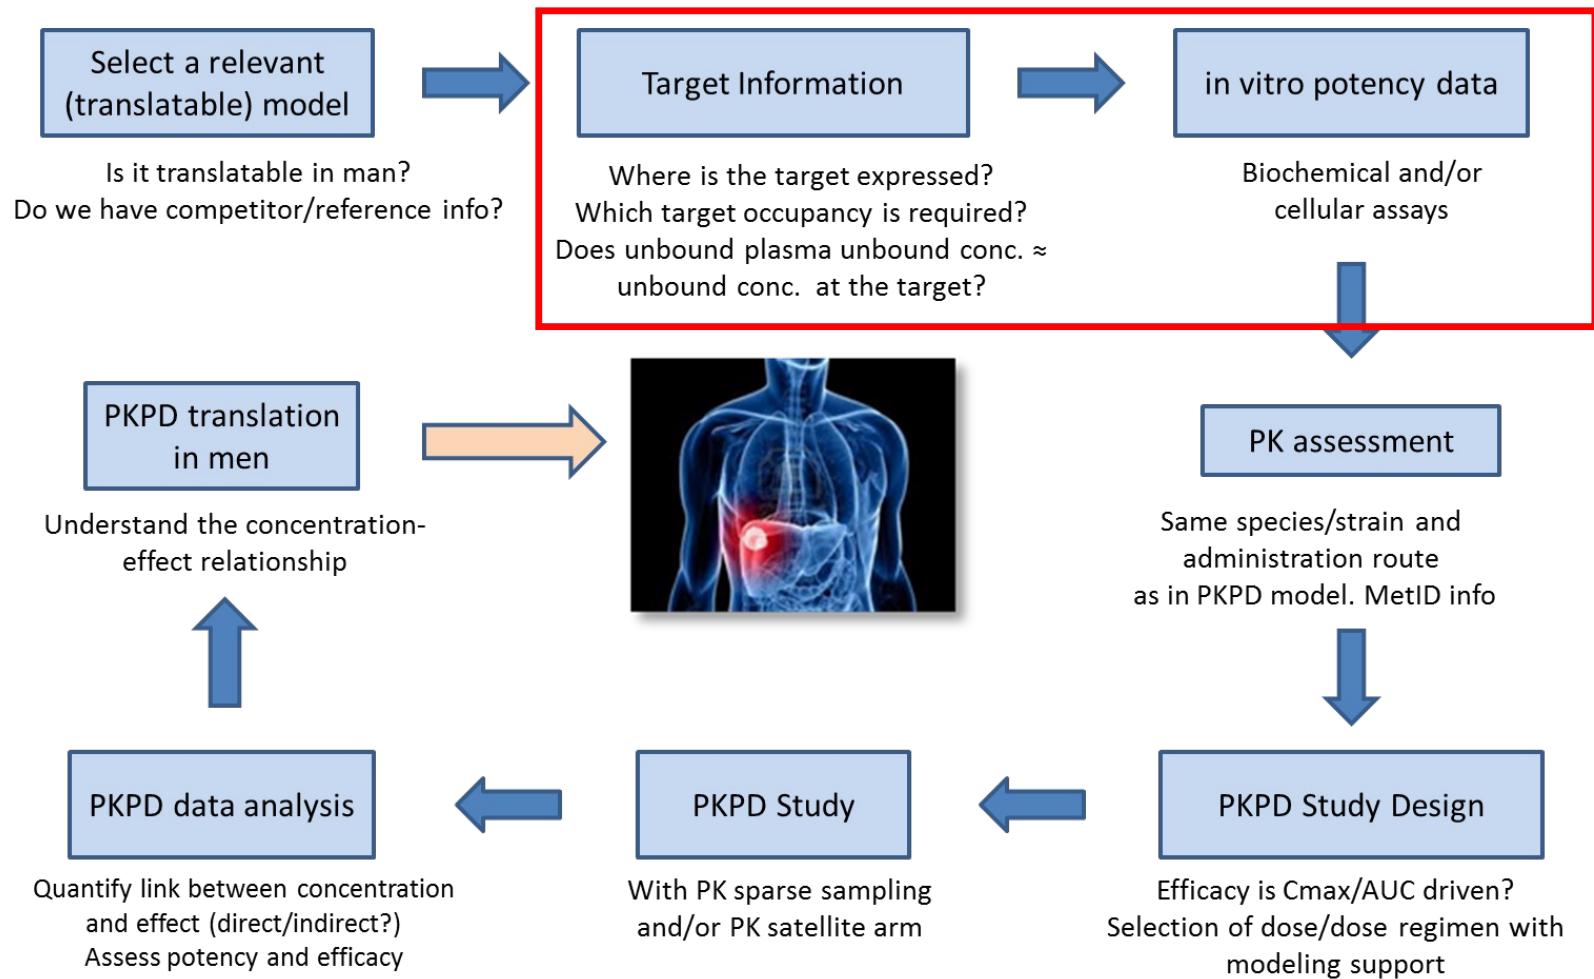 Select a relevant
(translatable) model
Is it translatable in man?
Do we have competitor/reference info?
Target Information
Where is the target expressed?
Which target occupancy is required?
Does unbound plasma unbound conc. ≈
unbound conc. at the target?
in vitro potency data
Biochemical and/or
cellular assays
PK assessment
Same species/strain and
administration route
as in PKPD model. MetID info
PKPD Study Design
Efficacy is Cmax/AUC driven?
Selection of dose/dose regimen with
modeling support
PKPD Study
With PK sparse sampling
and/or PK satellite arm
PKPD data analysis
Quantify link between concentration
and effect (direct/indirect?)
Assess potency and efficacy
PKPD translation
in men
Understand the concentration-
effect relationship